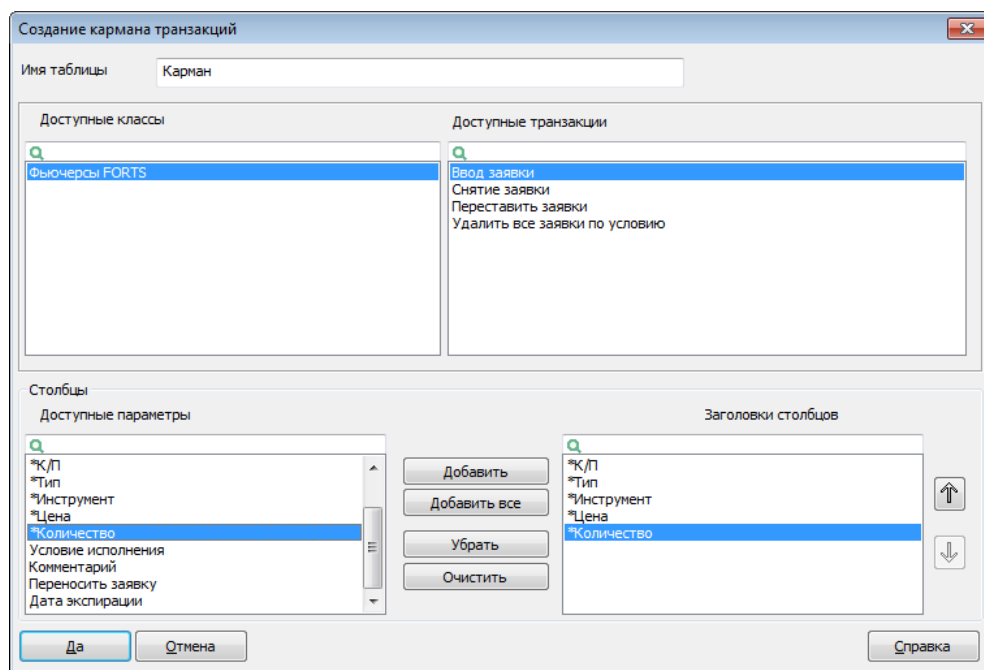 Создание кармана транзакций
Имя таблицы
Карман
Доступные классы
Доступные транзакции
Фьючерсы FORTS
Ввод заявки
Снятие заявки
Переставить заявки
Удалить все заявки по условию
Столбцы
Доступные параметры
Заголовки столбцов
*К/П
*Тип
*Инструмент
*Цена
*Количество
Условие исполнения
Комментарий
Переносить заявку
Дата экспирации
Добавить
Добавить все
Убрать
Очистить
*К/П
*Тип
*Инструмент
*Цена
*Количество
Да
Отмена
Справка